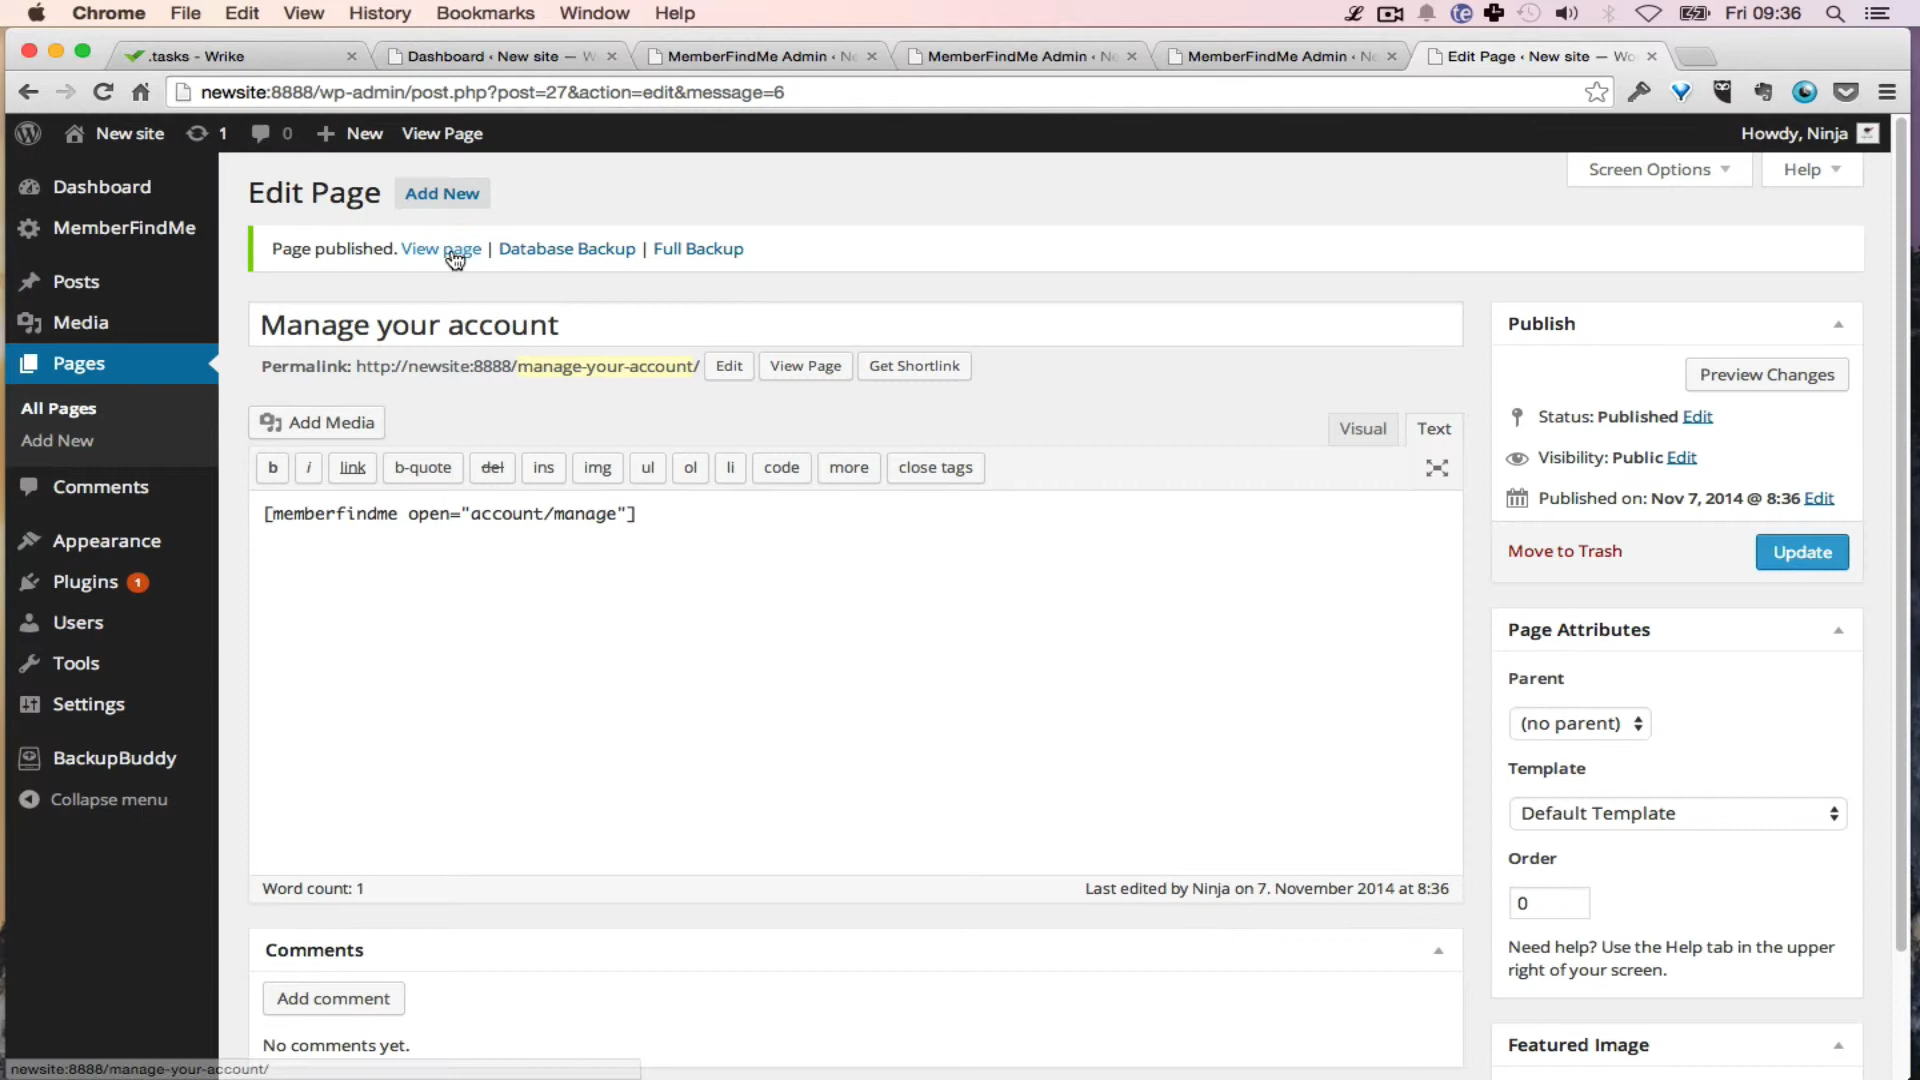 Chrome File Edit View History Bookmarks Window Help Fri 09:36
.tasks - Wrike Dashboard ‹ New site — W MemberFindMe Admin ‹ Ne MemberFindMe Admin ‹ Ne MemberFindMe Admin ‹ Ne Edit Page ‹ New site — Wo
newsite:8888/wp-admin/post.php?post=27&action=edit&message=6
New site 1 0 New View Page Howdy, Ninja
Screen Options Help
Dashboard
MemberFindMe
Posts
Media
Pages
All Pages
Add New
Comments
Appearance
Plugins 1
Users
Tools
Settings
BackupBuddy
Collapse menu
Edit Page Add New
Page published. View page | Database Backup | Full Backup
Manage your account
Permalink: http://newsite:8888/manage-your-account/ Edit View Page Get Shortlink
Add Media Visual Text
b i link b-quote del ins img ul ol li code more close tags
[memberfindme open="account/manage"]
Word count: 1 Last edited by Ninja on 7. November 2014 at 8:36
Comments
Add comment
No comments yet.
Publish
Preview Changes
Status: Published Edit
Visibility: Public Edit
Published on: Nov 7, 2014 @ 8:36 Edit
Move to Trash Update
Page Attributes
Parent
(no parent)
Template
Default Template
Order
0
Need help? Use the Help tab in the upper
right of your screen.
Featured Image
newsite:8888/manage-your-account/